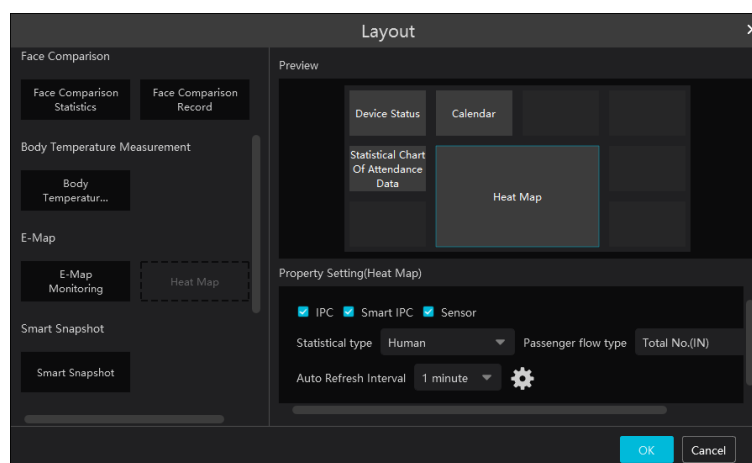 Layout
Face Comparison
Face Comparison
Statistics
Face Comparison
Record
Body Temperature Measurement
Body
Temperatur...
E-Map
E-Map
Monitoring
Heat Map
Smart Snapshot
Smart Snapshot
Preview
Device Status
Calendar
Statistical Chart
Of Attendance
Data
Heat Map
Property Setting(Heat Map)
IPC Smart IPC Sensor
Statistical type Human Passenger flow type Total No.(IN)
Auto Refresh Interval 1 minute
OK Cancel